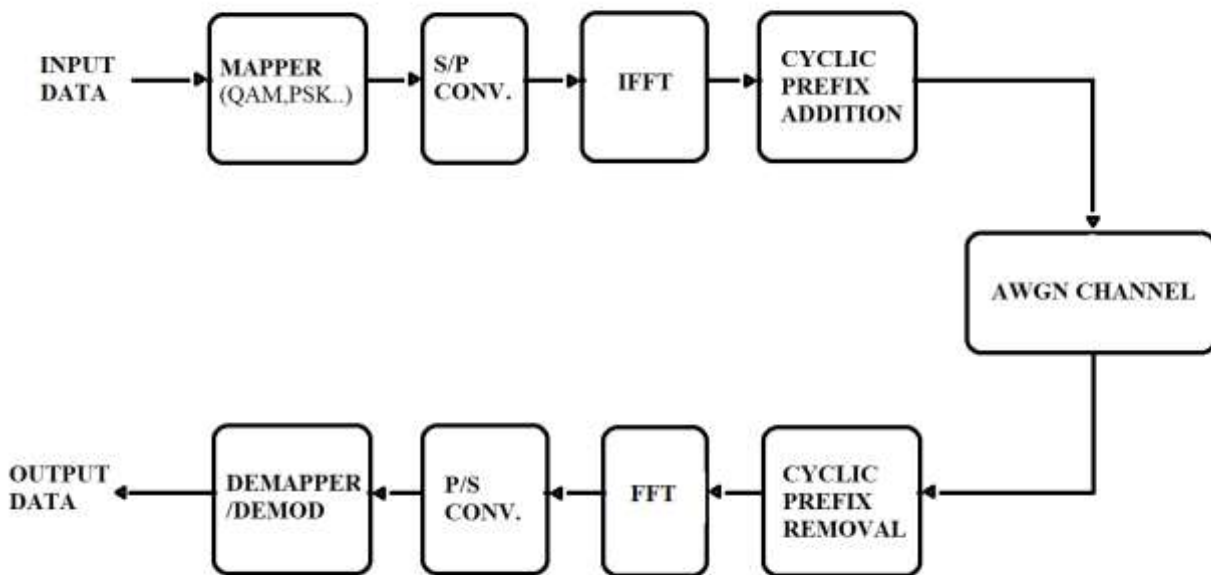 INPUT
DATA
MAPPER
(QAM,PSK..)
S/P
CONV.
IFFT
CYCLIC
PREFIX
ADDITION
AWGN CHANNEL
CYCLIC
PREFIX
REMOVAL
FFT
P/S
CONV.
DEMAPPER
/DEMOD
OUTPUT
DATA